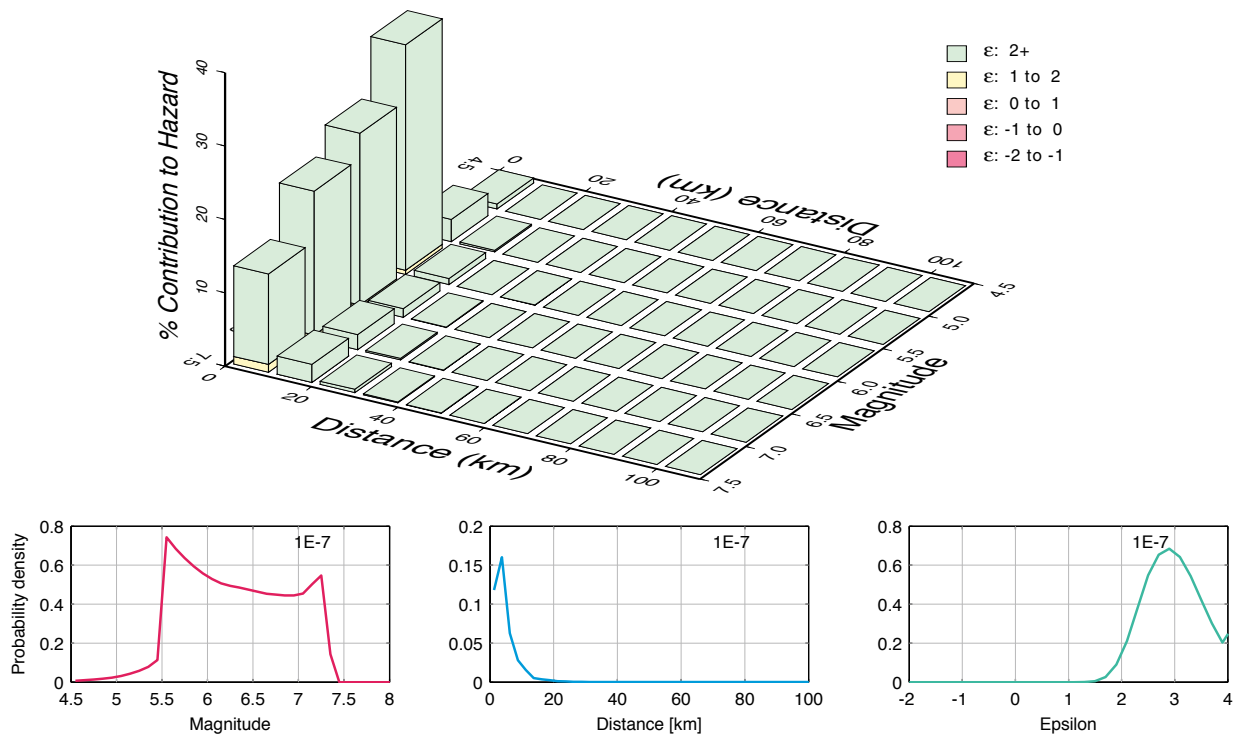 % Contribution to Hazard
40
30
20
10
7.5
0
20
40
60
80
100
Distance (km)
4.5
0
20
40
60
80
100
Distance (km)
4.5
5.0
5.5
6.0
6.5
7.0
7.5
Magnitude
ε: 2+
ε: 1 to 2
ε: 0 to 1
ε: -1 to 0
ε: -2 to -1
Probability density
0.8
0.6
0.4
0.2
0
1E-7
4.5 5 5.5 6 6.5 7 7.5 8
Magnitude
0.2
0.15
0.1
0.05
0
1E-7
0 20 40 60 80 100
Distance [km]
0.8
0.6
0.4
0.2
0
1E-7
-2 -1 0 1 2 3 4
Epsilon